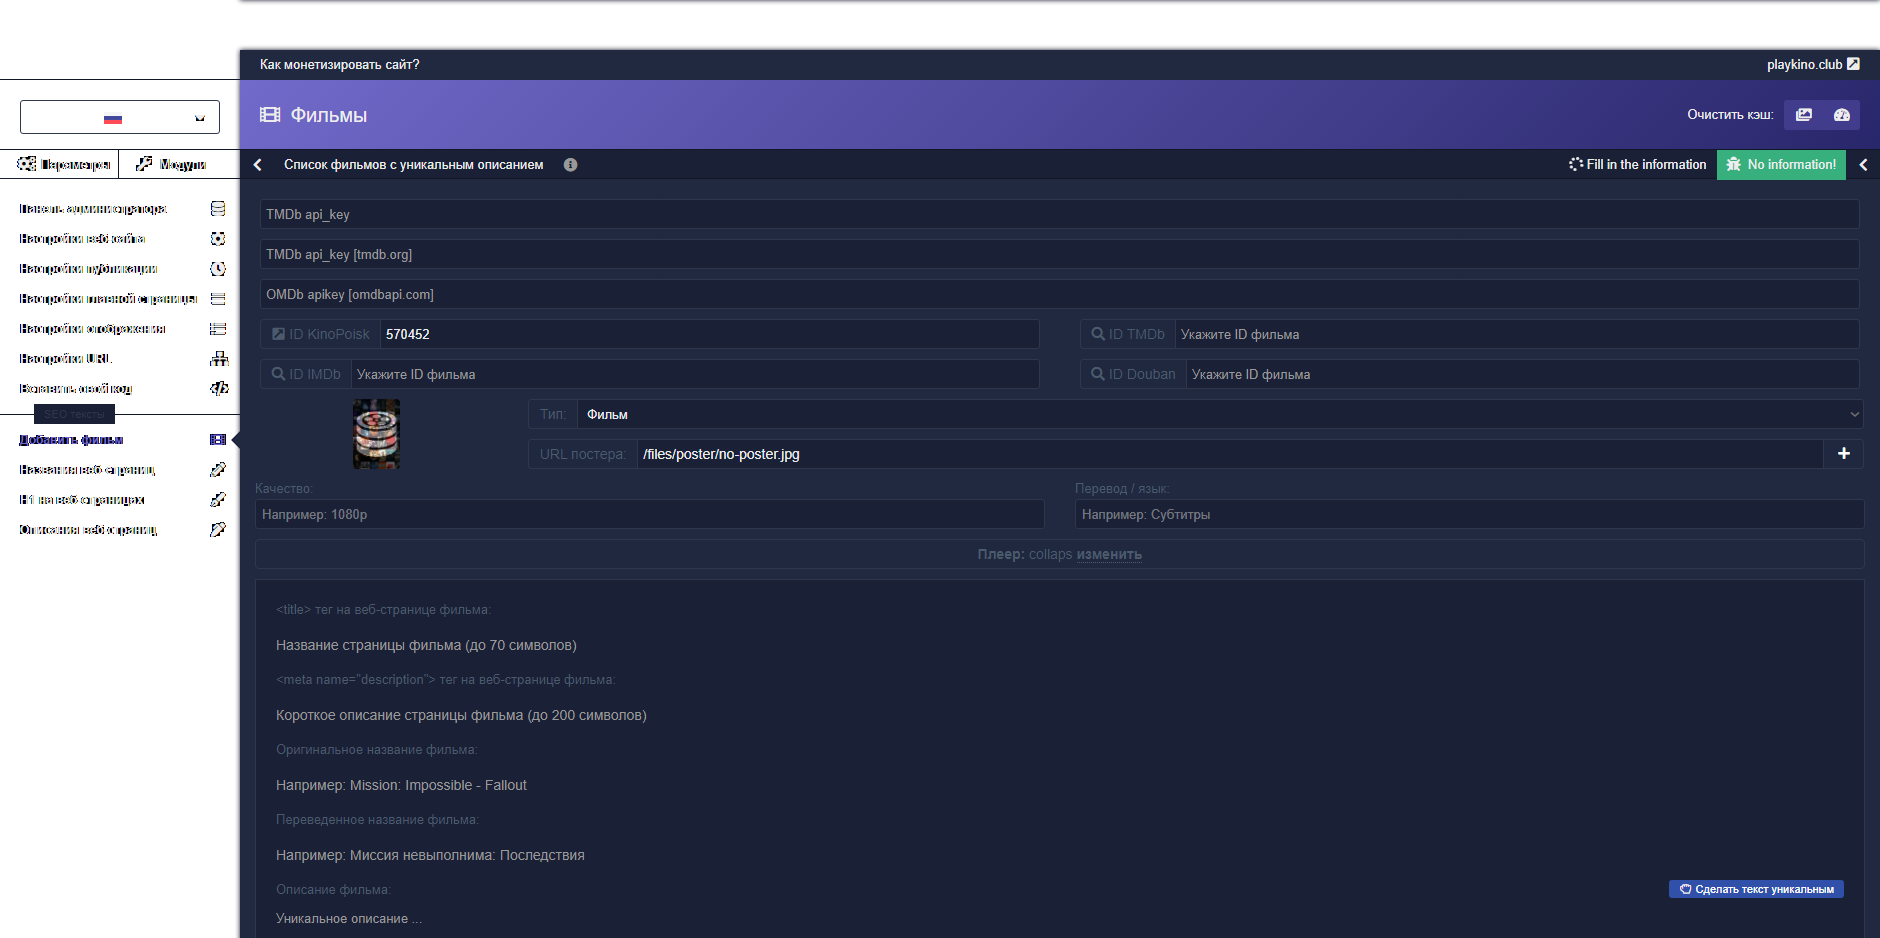 Как монетизировать сайт?
playkino.club
Фильмы
Очистить кэш:
Параметры
Модули
Список фильмов с уникальным описанием
Fill in the information
No information!
Панель администратора
Настройки веб-сайта
Настройки публикации
Настройки главной страницы
Настройки отображения
Настройки URL
Вставить свой код
SEO тексты
Добавить фильм
Названия веб-страниц
H1 на веб-страницах
Описания веб-страниц
TMDb api_key
TMDb api_key [tmdb.org]
OMDb apikey [omdbapi.com]
ID KinoPoisk 570452
ID TMDb Укажите ID фильма
ID IMDb Укажите ID фильма
ID Douban Укажите ID фильма
Тип: Фильм
URL постера: /files/poster/no-poster.jpg
Качество:
Например: 1080p
Перевод / язык:
Например: Субтитры
Плеер: collaps изменить
<title> тег на веб-странице фильма:
Название страницы фильма (до 70 символов)
<meta name="description"> тег на веб-странице фильма:
Короткое описание страницы фильма (до 200 символов)
Оригинальное название фильма:
Например: Mission: Impossible - Fallout
Переведенное название фильма:
Например: Миссия невыполнима: Последствия
Описание фильма:
Сделать текст уникальным
Уникальное описание ...